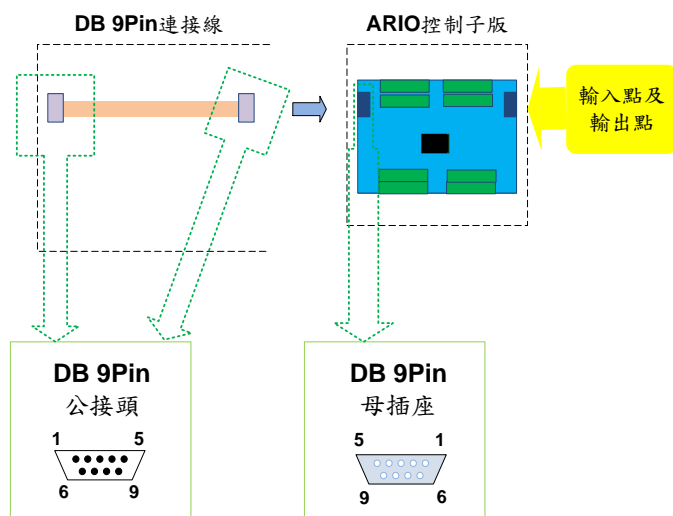 DB 9Pin連接線
ARIO控制子版
輸入點及
輸出點
DB 9Pin
公接頭
1 5
6 9
DB 9Pin
母插座
5 1
9 6